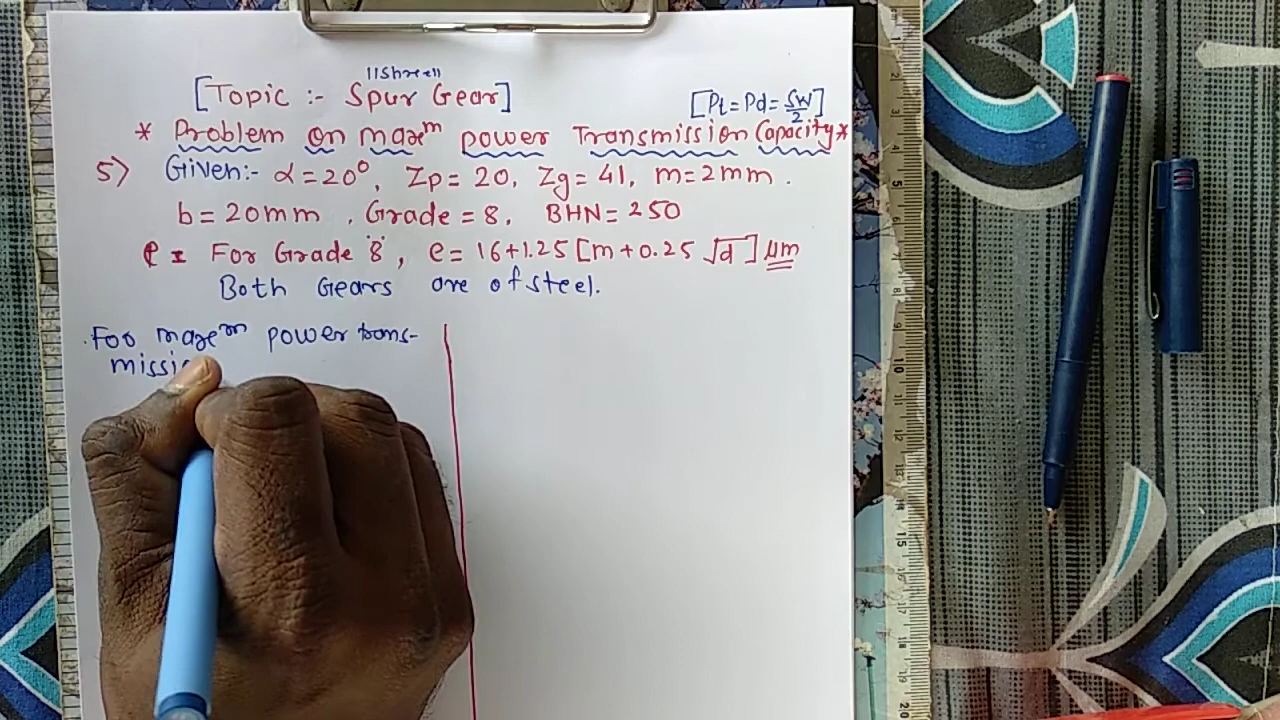 ||Shree||
[Topic :- Spur Gear]
[Pt = Pd = Sw/2]
* Problem on maxᵐ power Transmission Capacity *
5) Given:- α = 20°, Zp = 20, Zg = 41, m = 2mm.
b = 20mm, Grade = 8, BHN = 250
e = For Grade '8', e = 16+1.25 [m + 0.25 √d] μm
Both Gears are of steel.
For maxᵐ power trans-
missi